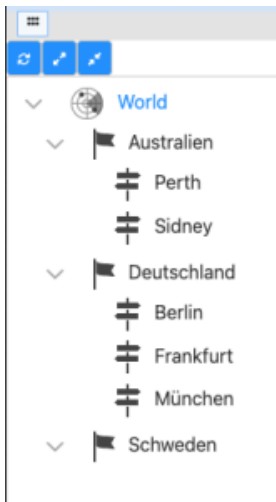 World
Australien
Perth
Sidney
Deutschland
Berlin
Frankfurt
München
Schweden